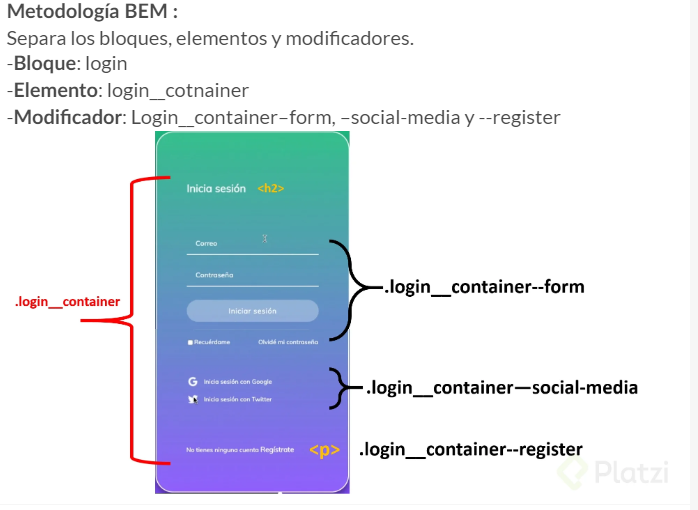 Metodología BEM :
Separa los bloques, elementos y modificadores.
-Bloque: login
-Elemento: login__cotnainer
-Modificador: Login__container–form, –social-media y --register
Inicia sesión <h2>
Correo
Contraseña
.login__container--form
.login__container
Iniciar sesión
Recuérdame Olvidé mi contraseña
Inicia sesión con Google
.login__container—social-media
Inicia sesión con Twitter
No tienes ninguna cuenta Regístrate <p> .login__container--register
Platzi